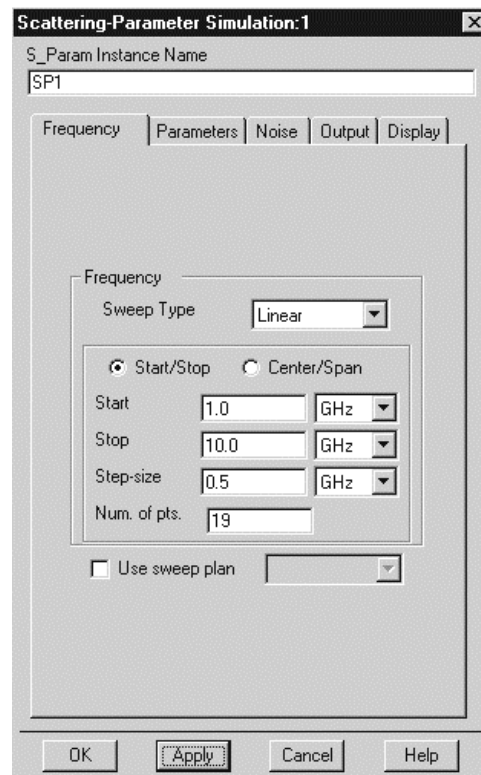 Scattering-Parameter Simulation:1
S_Param Instance Name
SP1
Frequency Parameters Noise Output Display
Frequency
Sweep Type Linear
Start/Stop Center/Span
Start 1.0 GHz
Stop 10.0 GHz
Step-size 0.5 GHz
Num. of pts. 19
Use sweep plan
OK Apply Cancel Help